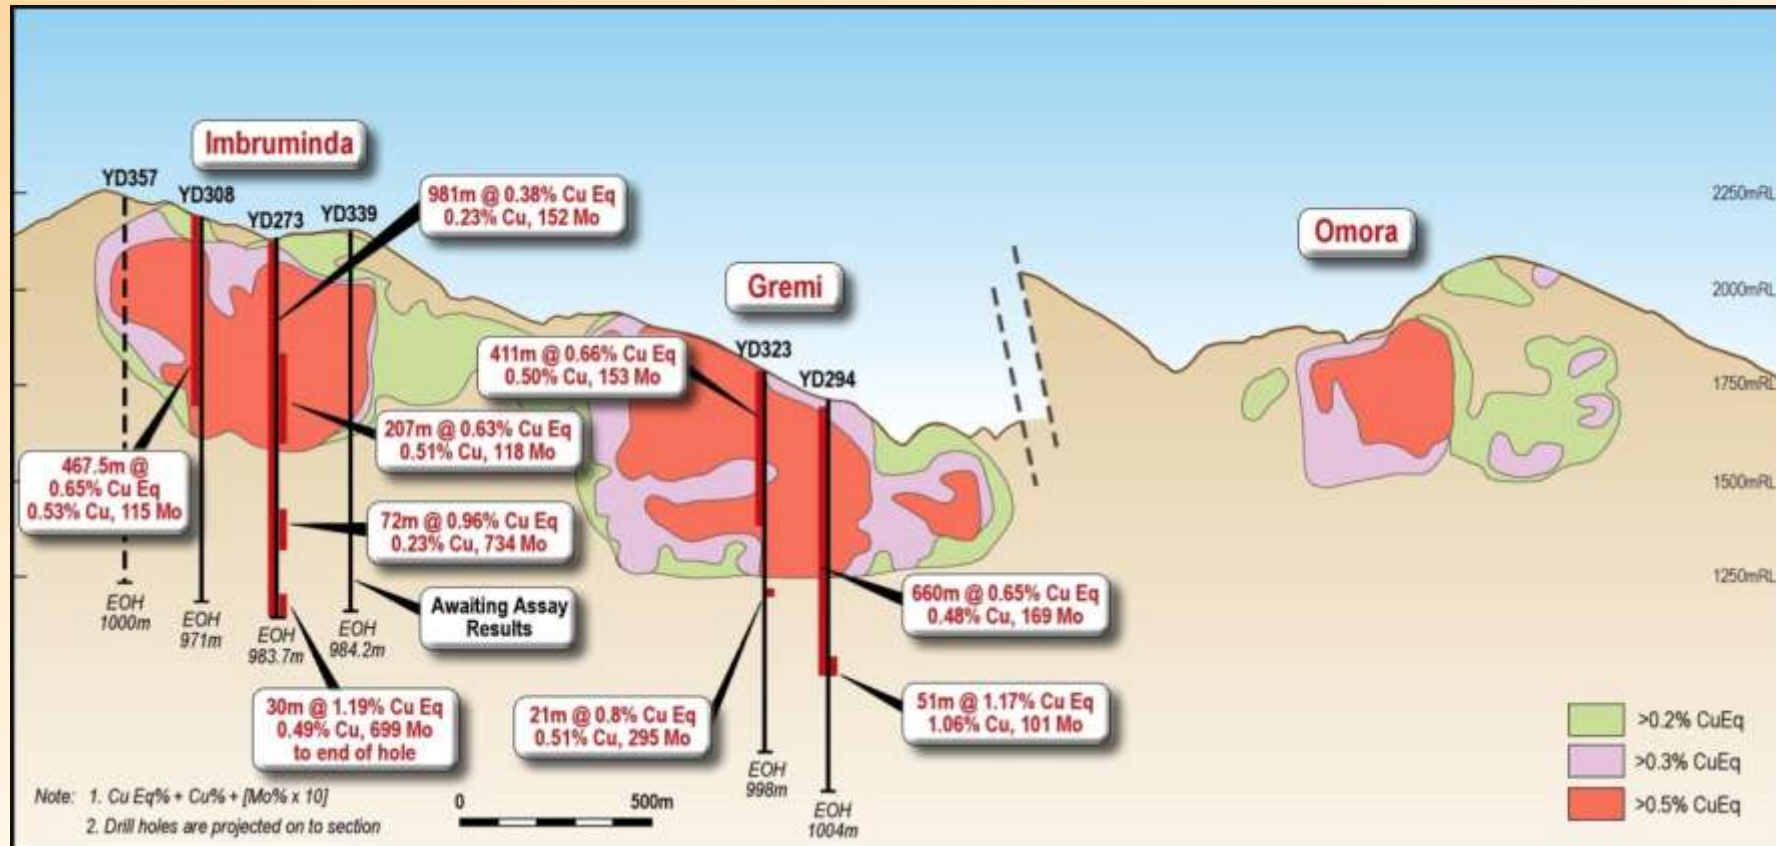 Imbruminda
YD357
YD308
YD273
YD339
981m @ 0.38% Cu Eq
0.23% Cu, 152 Mo
2250mRL
Omora
Gremi
2000mRL
411m @ 0.66% Cu Eq
0.50% Cu, 153 Mo
YD323
YD294
1750mRL
207m @ 0.63% Cu Eq
0.51% Cu, 118 Mo
467.5m @
0.65% Cu Eq
0.53% Cu, 115 Mo
1500mRL
72m @ 0.96% Cu Eq
0.23% Cu, 734 Mo
1250mRL
EOH
1000m
EOH
971m
EOH
983.7m
EOH
984.2m
Awaiting Assay
Results
660m @ 0.65% Cu Eq
0.48% Cu, 169 Mo
30m @ 1.19% Cu Eq
0.49% Cu, 699 Mo
to end of hole
21m @ 0.8% Cu Eq
0.51% Cu, 295 Mo
51m @ 1.17% Cu Eq
1.06% Cu, 101 Mo
EOH
998m
EOH
1004m
>0.2% CuEq
>0.3% CuEq
>0.5% CuEq
Note: 1. Cu Eq% + Cu% + [Mo% x 10]
2. Drill holes are projected on to section
0 500m